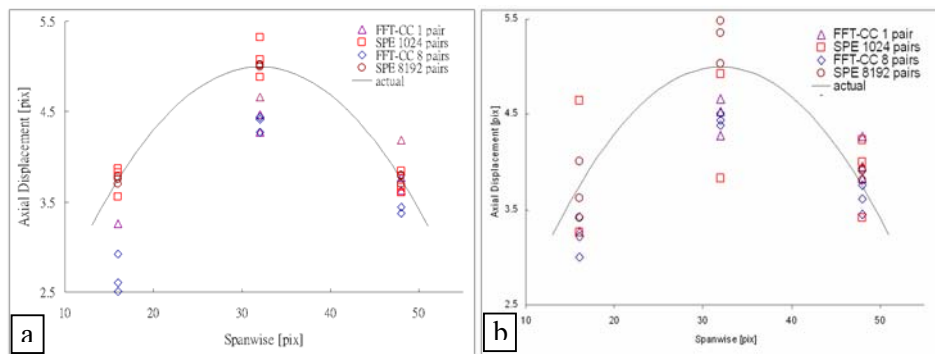 5.5
4.5
3.5
2.5
10
20
30
40
50
Axial Displacement [pix]
Spanwise [pix]
FFT-CC 1 pair
SPE 1024 pairs
FFT-CC 8 pairs
SPE 8192 pairs
actual
a
5.5
4.5
3.5
2.5
10
20
30
40
50
Axial Displacement [pix]
Spanwise [pix]
FFT-CC 1 pair
SPE 1024 pairs
FFT-CC 8 pairs
SPE 8192 pairs
actual
b